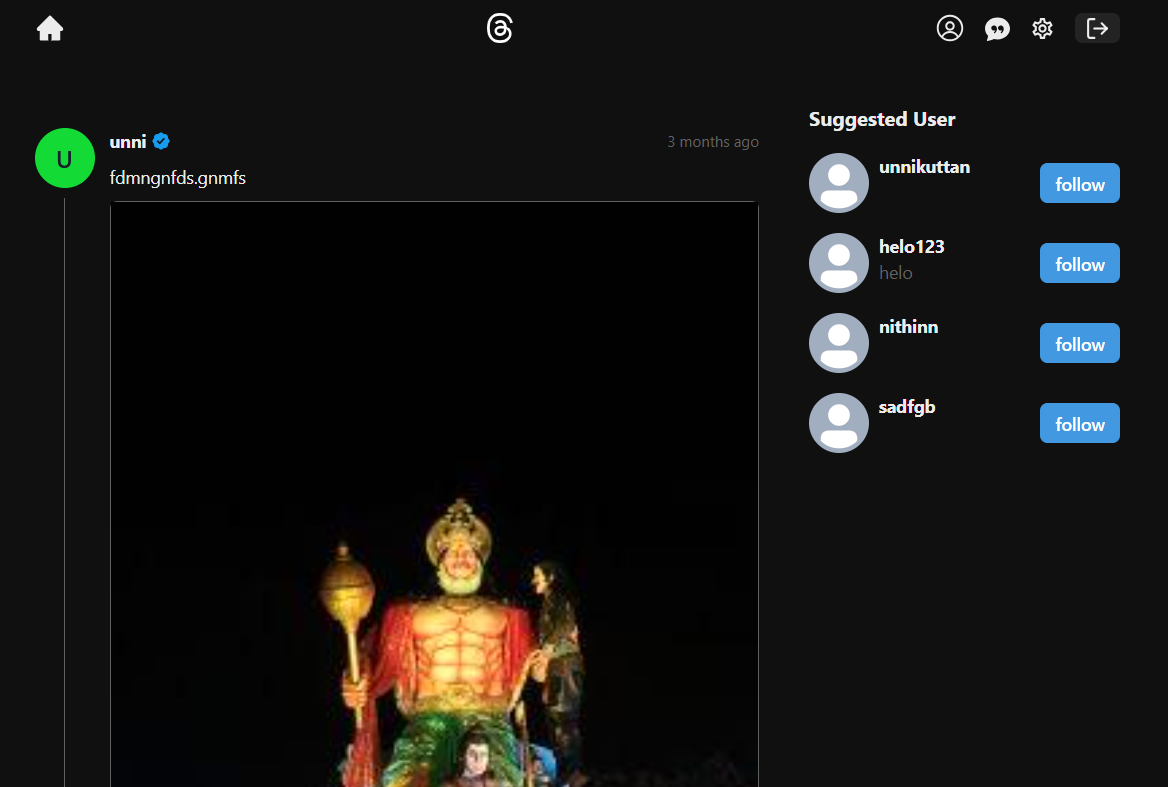 unni
3 months ago
fdmngnfds.gnmfs
U
Suggested User
unnikuttan
follow
helo123
helo
follow
nithinn
follow
sadfgb
follow